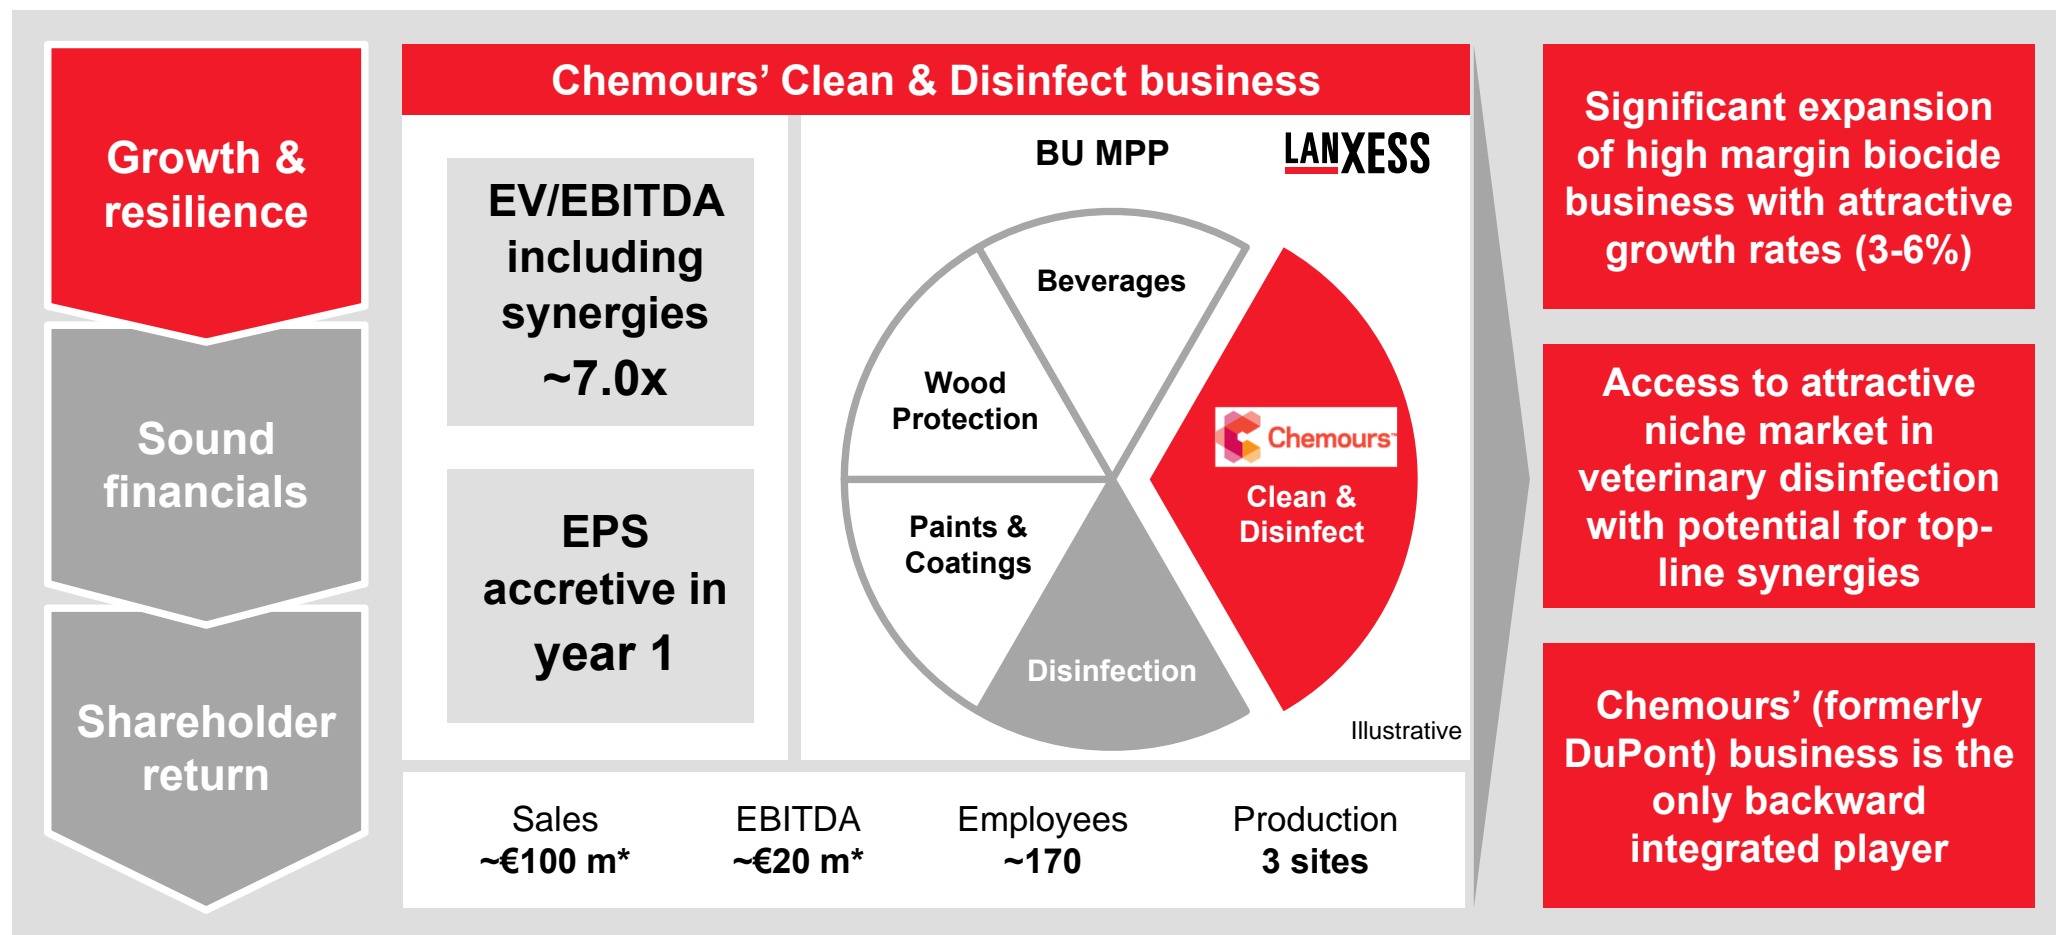 Growth &
resilience
Sound
financials
Shareholder
return
Chemours’ Clean & Disinfect business
EV/EBITDA
including
synergies
~7.0x
EPS
accretive in
year 1
BU MPP
LANXESS
Beverages
Wood
Protection
Paints &
Coatings
Disinfection
Chemours™
Clean &
Disinfect
Illustrative
Sales
~€100 m*
EBITDA
~€20 m*
Employees
~170
Production
3 sites
Significant expansion
of high margin biocide
business with attractive
growth rates (3-6%)
Access to attractive
niche market in
veterinary disinfection
with potential for top-
line synergies
Chemours’ (formerly
DuPont) business is the
only backward
integrated player